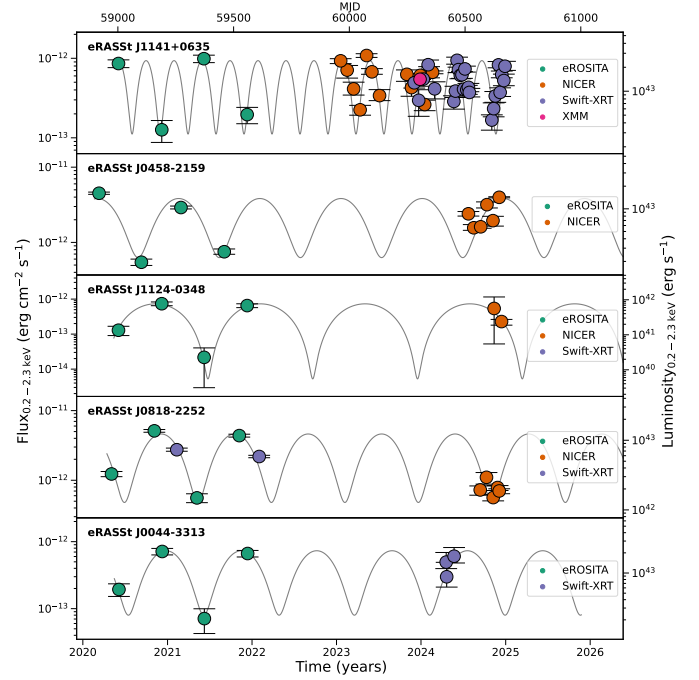 MJD
59000 59500 60000 60500 61000
eRASSt J1141+0635
10⁻¹²
10⁻¹³
10⁴³
eROSITA
NICER
Swift-XRT
XMM
eRASSt J0458-2159
10⁻¹¹
10⁻¹²
10⁴³
eROSITA
NICER
eRASSt J1124-0348
10⁻¹²
10⁻¹³
10⁻¹⁴
10⁴²
10⁴¹
10⁴⁰
eROSITA
NICER
Swift-XRT
eRASSt J0818-2252
10⁻¹¹
10⁻¹²
10⁴³
10⁴²
eROSITA
NICER
Swift-XRT
eRASSt J0044-3313
10⁻¹²
10⁻¹³
10⁴³
eROSITA
Swift-XRT
Flux₀.₂₋₂.₃ keV (erg cm⁻² s⁻¹)
Luminosity₀.₂₋₂.₃ keV (erg s⁻¹)
2020 2021 2022 2023 2024 2025 2026
Time (years)